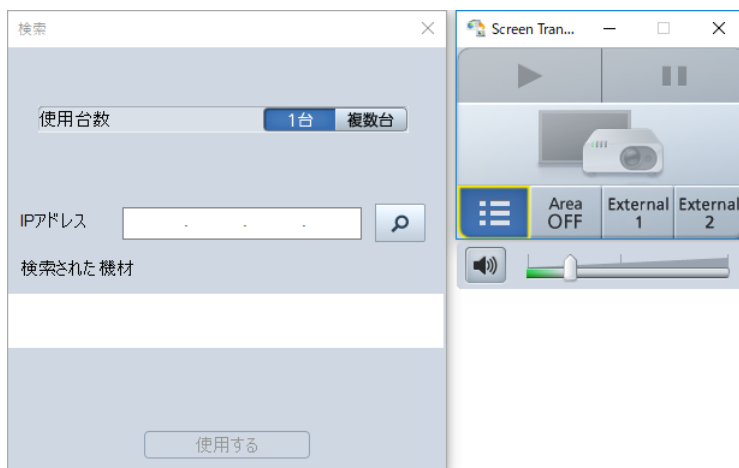 検索
使用台数
1台
複数台
IPアドレス
. . .
検索された機材
使用する
Screen Tran...
Area
OFF
External
1
External
2